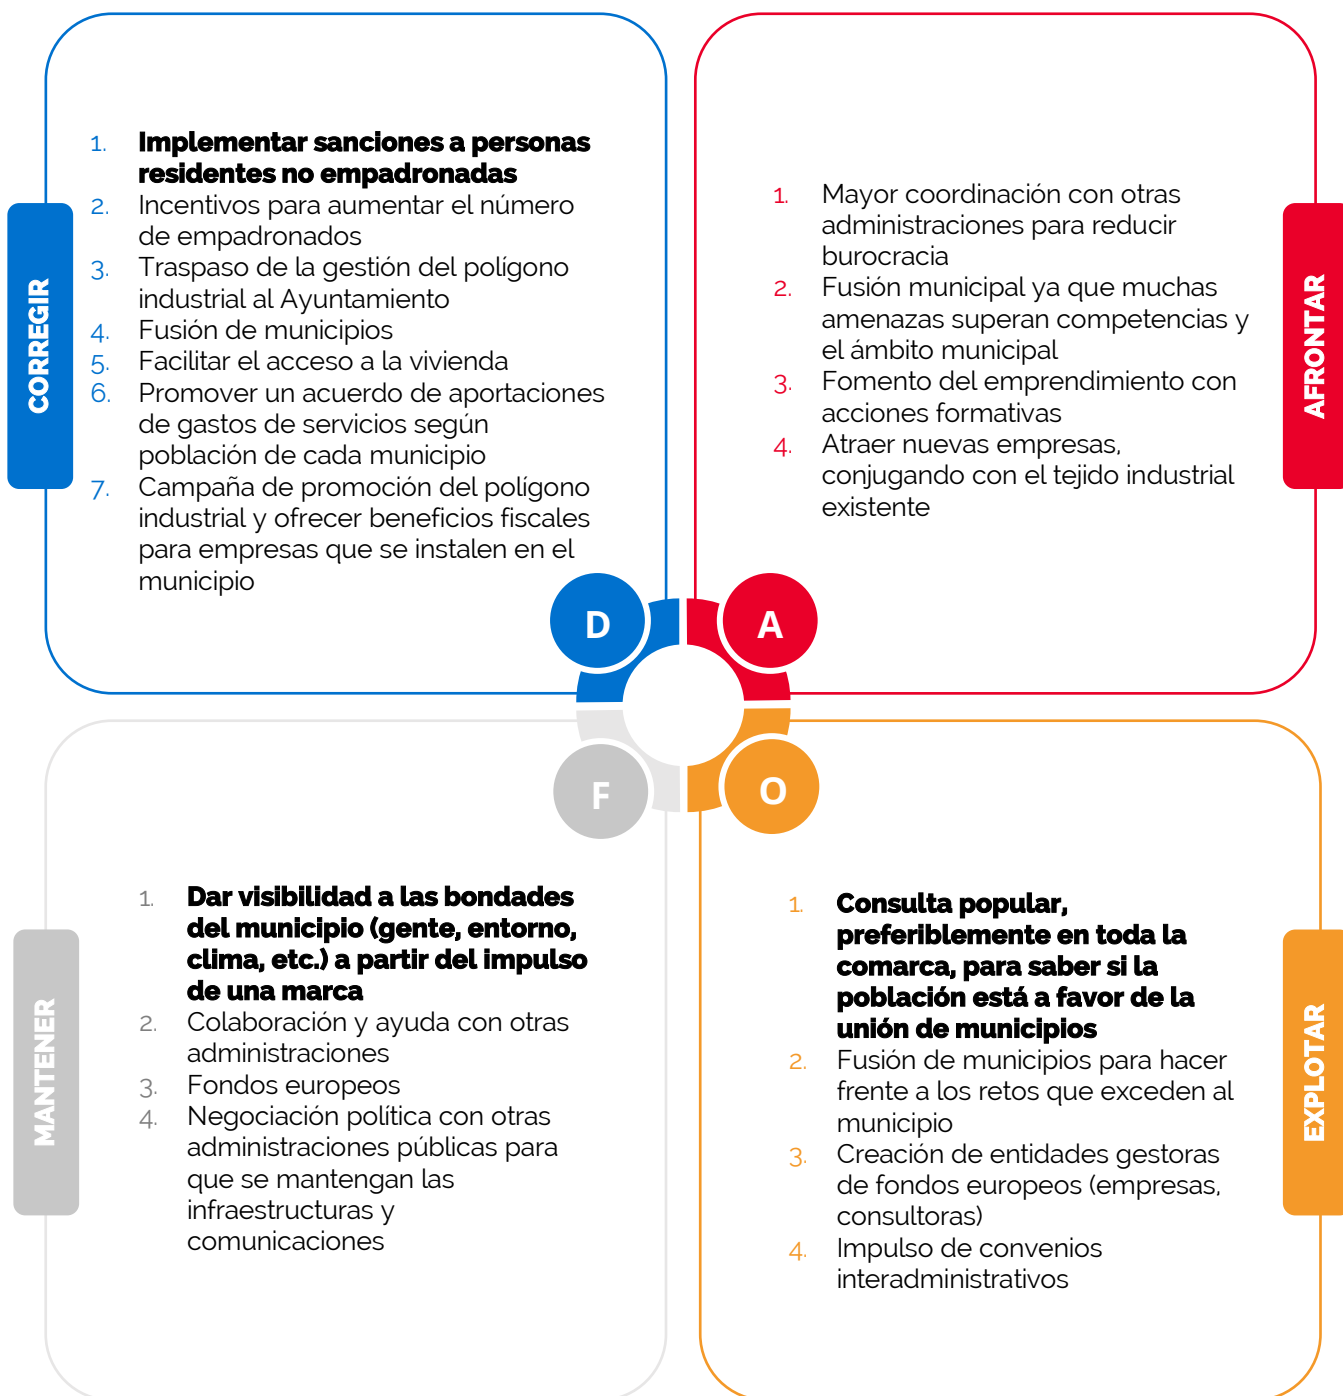 CORREGIR
1. Implementar sanciones a personas
residentes no empadronadas
2. Incentivos para aumentar el número
de empadronados
3. Traspaso de la gestión del polígono
industrial al Ayuntamiento
4. Fusión de municipios
5. Facilitar el acceso a la vivienda
6. Promover un acuerdo de aportaciones
de gastos de servicios según
población de cada municipio
7. Campaña de promoción del polígono
industrial y ofrecer beneficios fiscales
para empresas que se instalen en el
municipio
D
AFRONTAR
1. Mayor coordinación con otras
administraciones para reducir
burocracia
2. Fusión municipal ya que muchas
amenazas superan competencias y
el ámbito municipal
3. Fomento del emprendimiento con
acciones formativas
4. Atraer nuevas empresas,
conjugando con el tejido industrial
existente
A
MANTENER
F
1. Dar visibilidad a las bondades
del municipio (gente, entorno,
clima, etc.) a partir del impulso
de una marca
2. Colaboración y ayuda con otras
administraciones
3. Fondos europeos
4. Negociación política con otras
administraciones públicas para
que se mantengan las
infraestructuras y
comunicaciones
EXPLOTAR
O
1. Consulta popular,
preferiblemente en toda la
comarca, para saber si la
población está a favor de la
unión de municipios
2. Fusión de municipios para hacer
frente a los retos que exceden al
municipio
3. Creación de entidades gestoras
de fondos europeos (empresas,
consultoras)
4. Impulso de convenios
interadministrativos